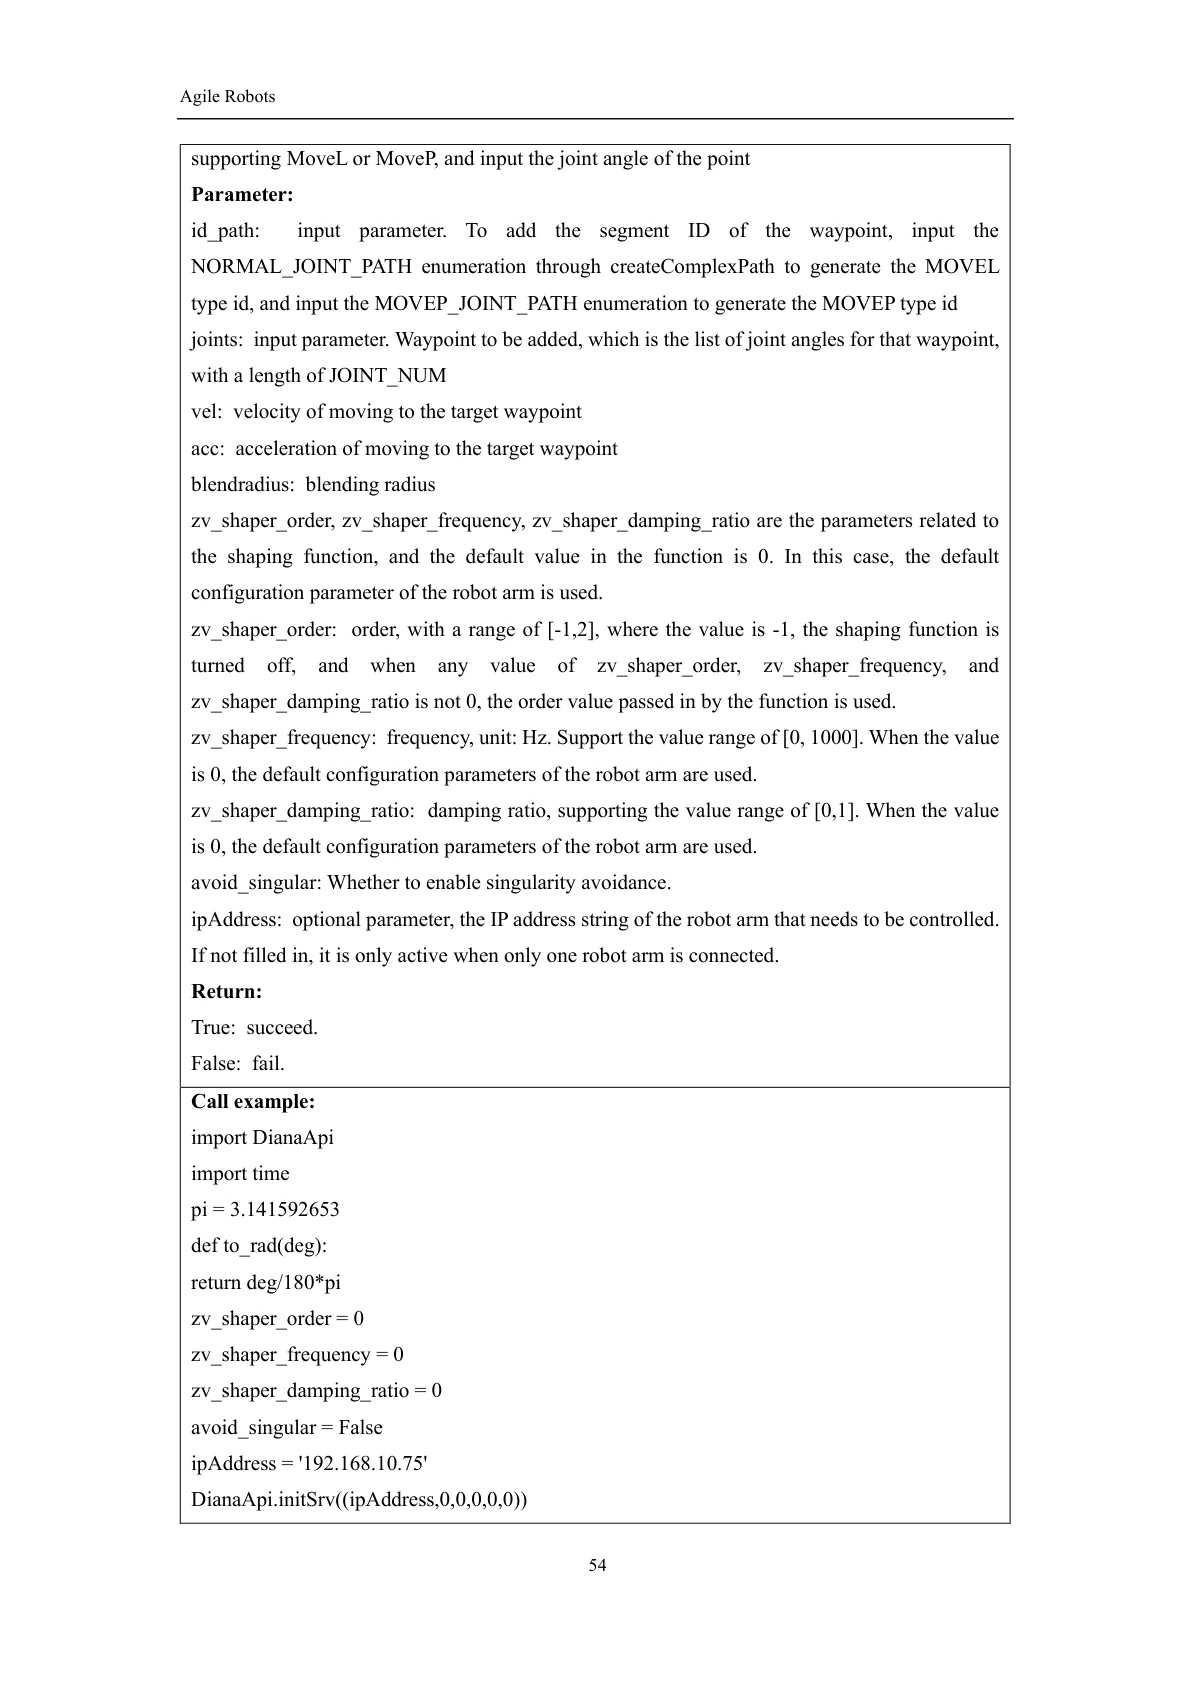 Agile Robots
supporting MoveL or MoveP, and input the joint angle of the point
Parameter:
id_path: input parameter. To add the segment ID of the waypoint, input the
NORMAL_JOINT_PATH enumeration through createComplexPath to generate the MOVEL
type id, and input the MOVEP_JOINT_PATH enumeration to generate the MOVEP type id
joints: input parameter. Waypoint to be added, which is the list of joint angles for that waypoint,
with a length of JOINT_NUM
vel: velocity of moving to the target waypoint
acc: acceleration of moving to the target waypoint
blendradius: blending radius
zv_shaper_order, zv_shaper_frequency, zv_shaper_damping_ratio are the parameters related to
the shaping function, and the default value in the function is 0. In this case, the default
configuration parameter of the robot arm is used.
zv_shaper_order: order, with a range of [-1,2], where the value is -1, the shaping function is
turned off, and when any value of zv_shaper_order, zv_shaper_frequency, and
zv_shaper_damping_ratio is not 0, the order value passed in by the function is used.
zv_shaper_frequency: frequency, unit: Hz. Support the value range of [0, 1000]. When the value
is 0, the default configuration parameters of the robot arm are used.
zv_shaper_damping_ratio: damping ratio, supporting the value range of [0,1]. When the value
is 0, the default configuration parameters of the robot arm are used.
avoid_singular: Whether to enable singularity avoidance.
ipAddress: optional parameter, the IP address string of the robot arm that needs to be controlled.
If not filled in, it is only active when only one robot arm is connected.
Return:
True: succeed.
False: fail.
Call example:
import DianaApi
import time
pi = 3.141592653
def to_rad(deg):
return deg/180*pi
zv_shaper_order = 0
zv_shaper_frequency = 0
zv_shaper_damping_ratio = 0
avoid_singular = False
ipAddress = '192.168.10.75'
DianaApi.initSrv((ipAddress,0,0,0,0,0))
54